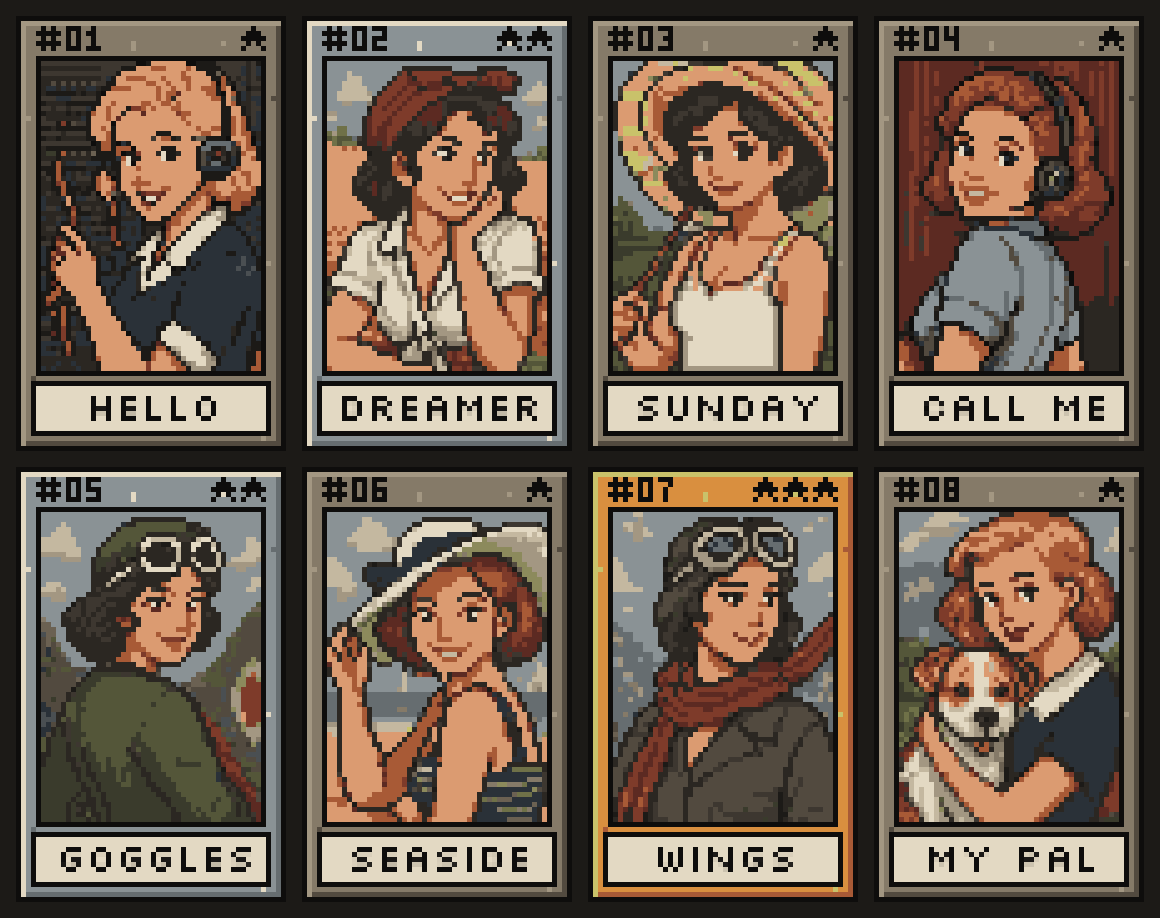 #01
HELLO
#02
DREAMER
#03
SUNDAY
#04
CALL ME
#05
GOGGLES
#06
SEASIDE
#07
WINGS
#08
MY PAL